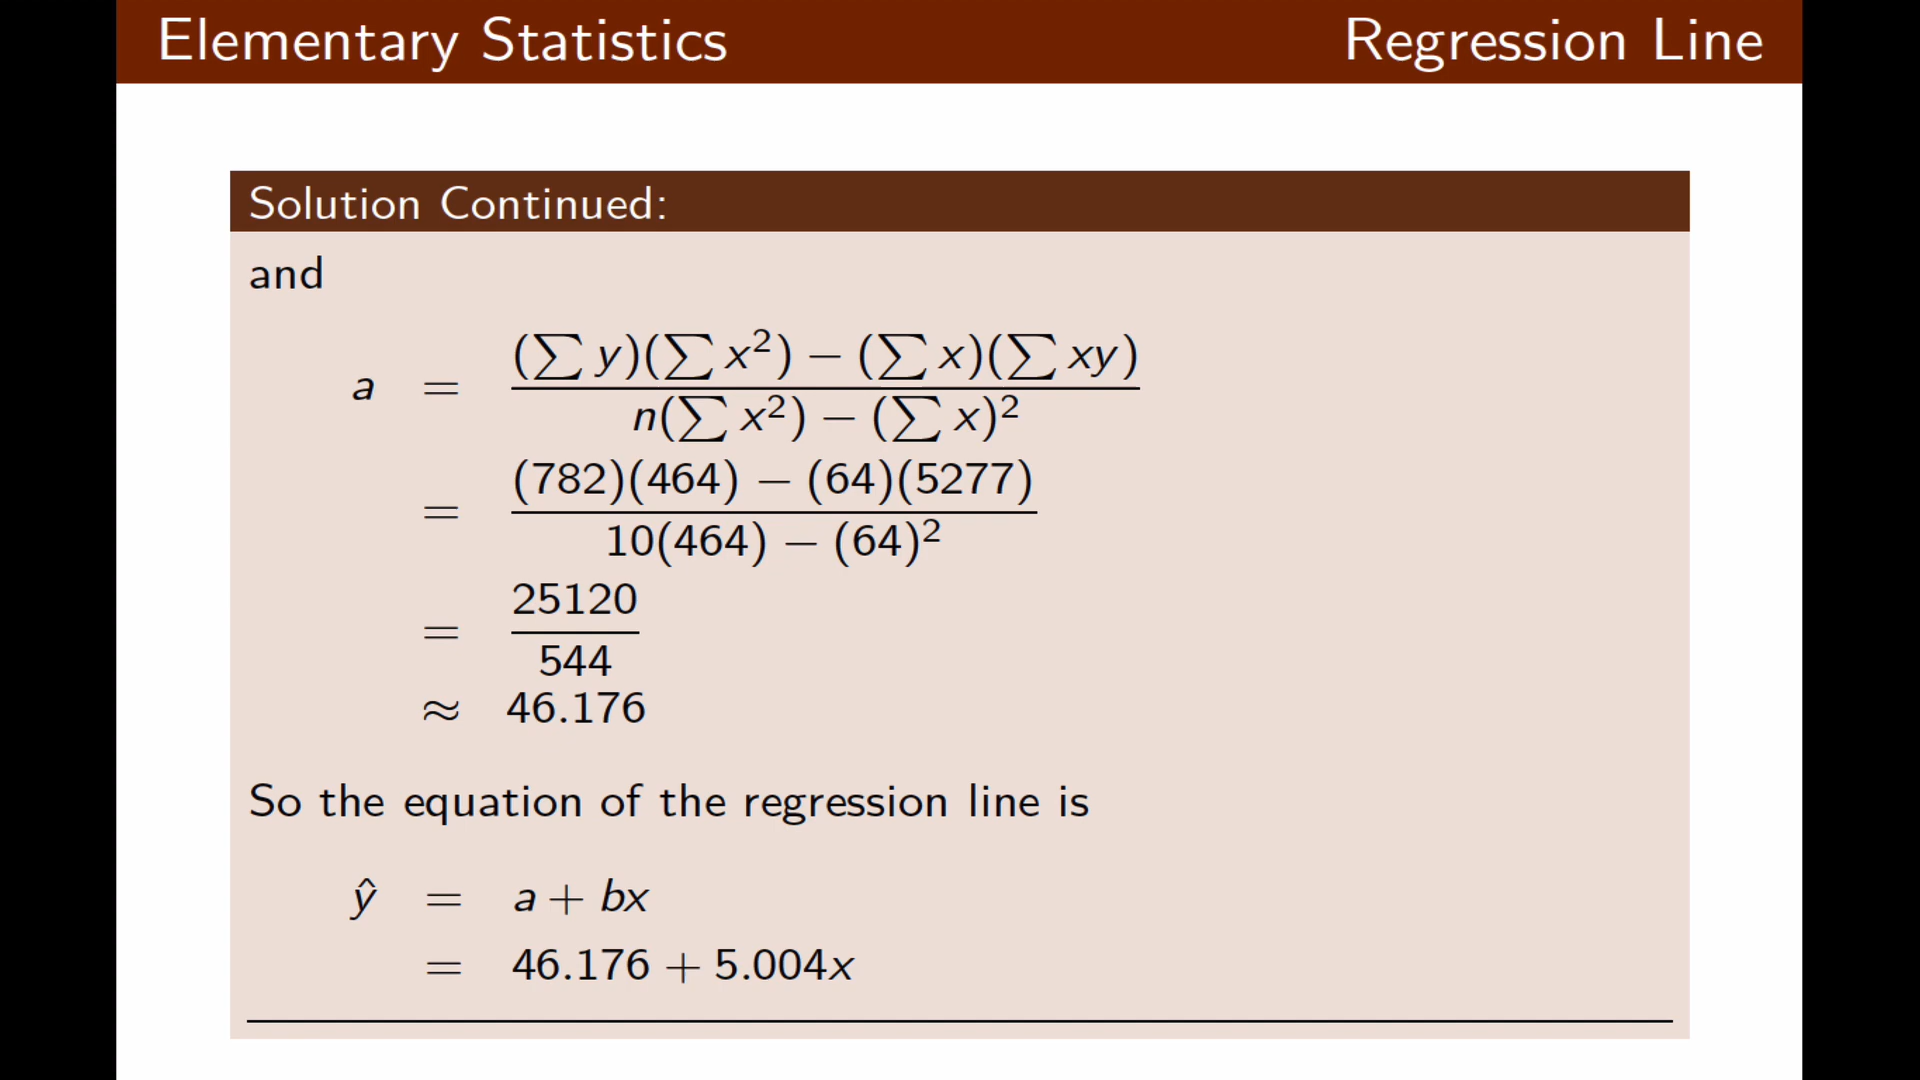 Elementary Statistics Regression Line
Solution Continued:
and
a = (∑ y)(∑ x²) − (∑ x)(∑ xy) / n(∑ x²) − (∑ x)²
= (782)(464) − (64)(5277) / 10(464) − (64)²
= 25120 / 544
≈ 46.176
So the equation of the regression line is
ŷ = a + bx
= 46.176 + 5.004x